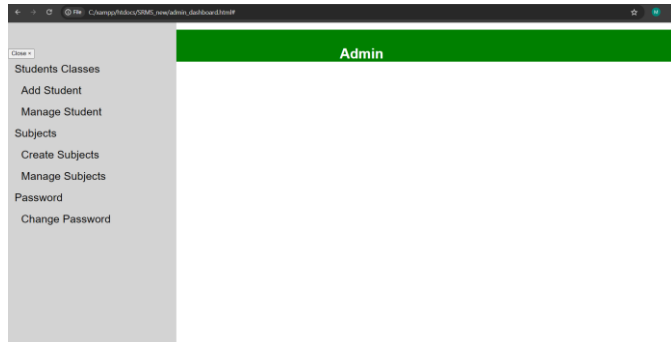 File C:/xampp/htdocs/SRMS_new/admin_dashboard.html#
Close ×
Admin
Students Classes
Add Student
Manage Student
Subjects
Create Subjects
Manage Subjects
Password
Change Password